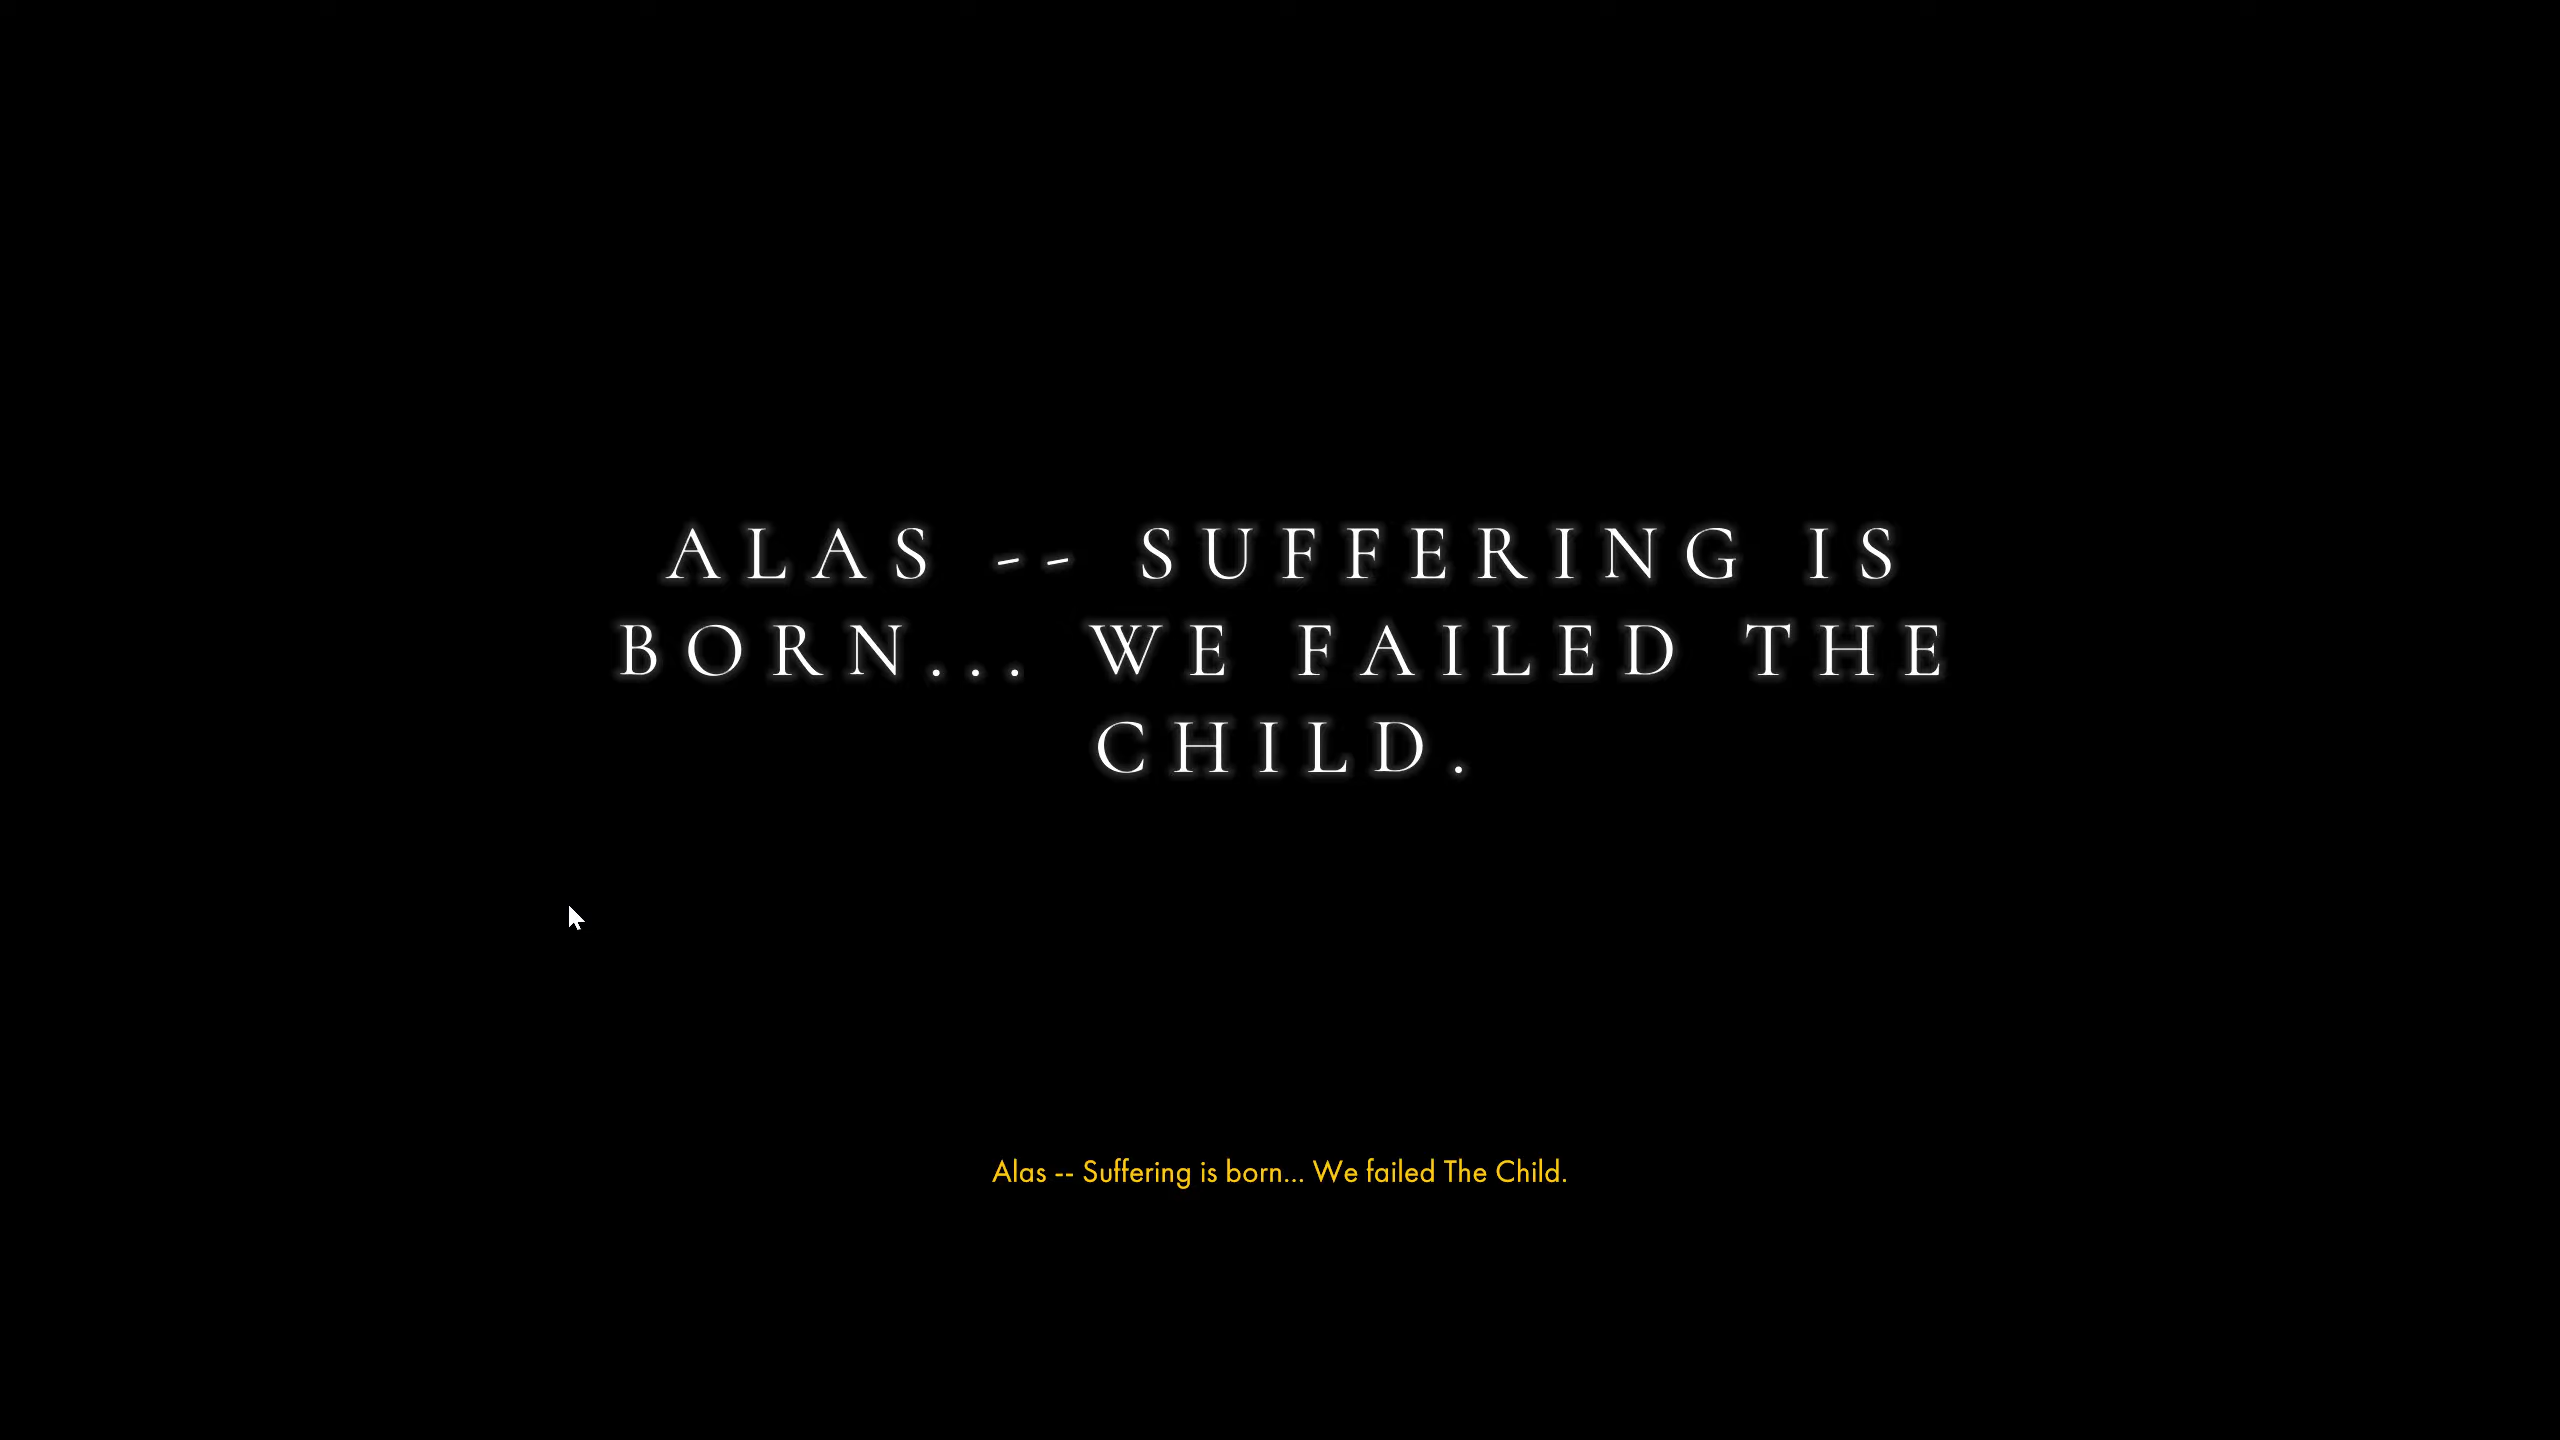 ALAS -- SUFFERING IS
BORN... WE FAILED THE
CHILD.
Alas -- Suffering is born... We failed The Child.